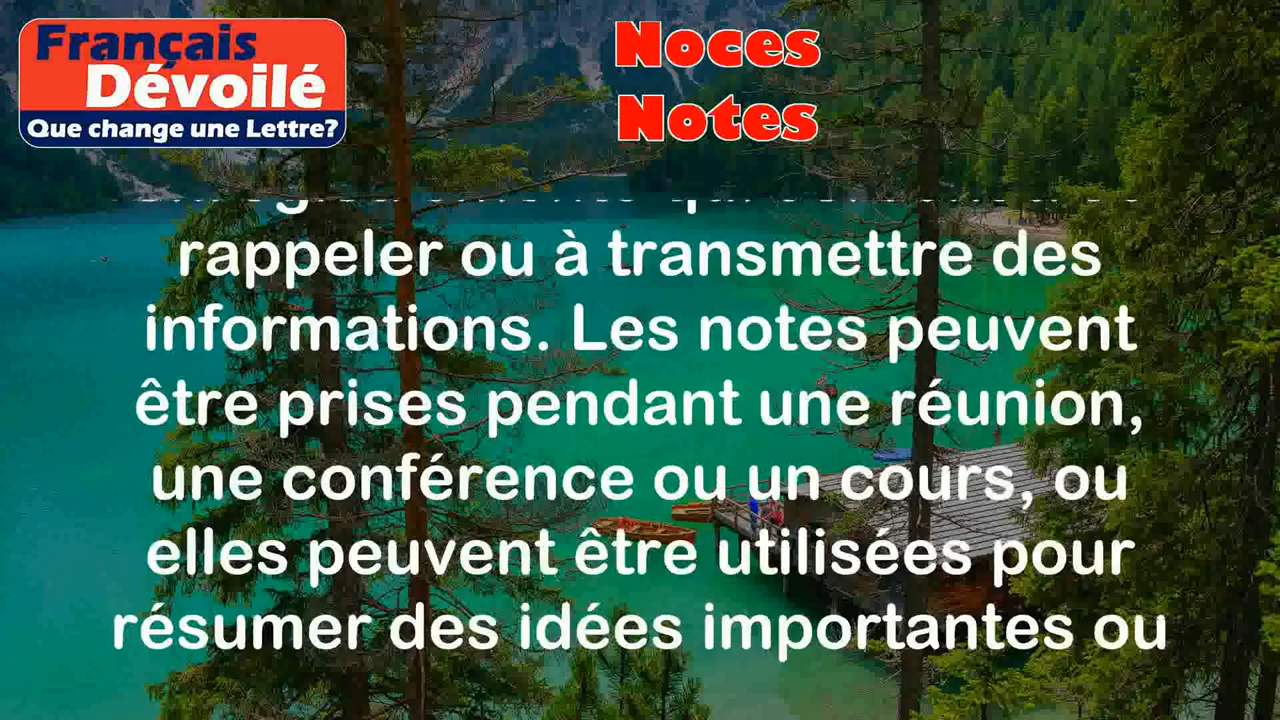 Français
Dévoilé
Que change une Lettre?
Noces
Notes
rappeler ou à transmettre des
informations. Les notes peuvent
être prises pendant une réunion,
une conférence ou un cours, ou
elles peuvent être utilisées pour
résumer des idées importantes ou